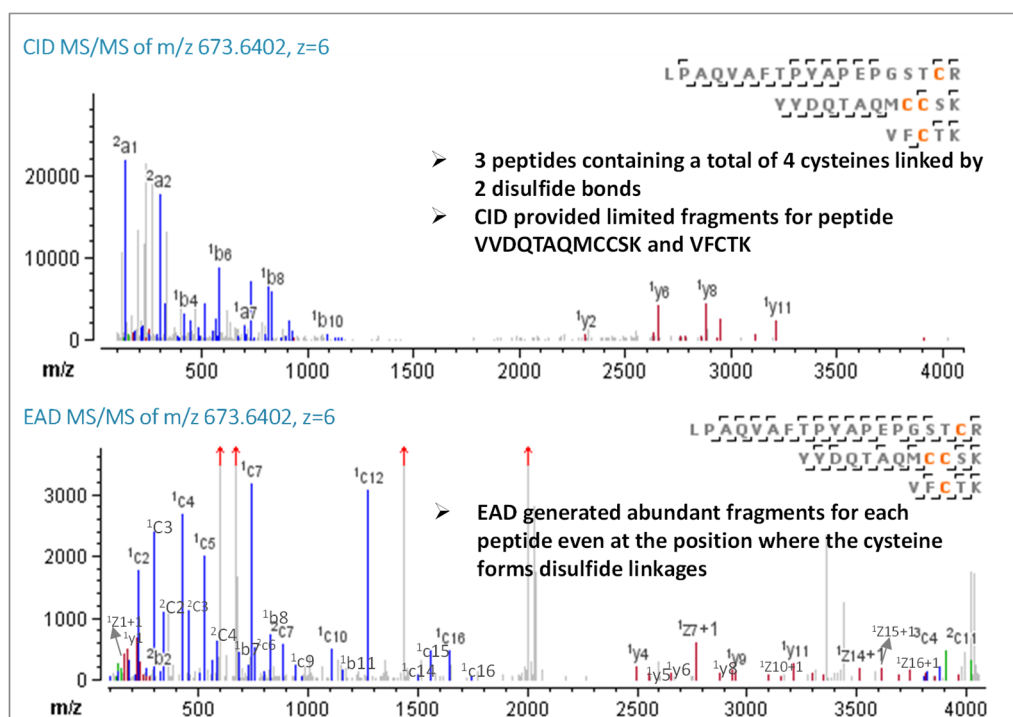 CID MS/MS of m/z 673.6402, z=6
LPAQVAFTPYAPEPGSTCR
YYDQTAQMCCSK
VFCTK
➢ 3 peptides containing a total of 4 cysteines linked by
2 disulfide bonds
➢ CID provided limited fragments for peptide
VVDQTAQMCCSK and VFCTK
20000
10000
0
²a1
²a2
¹b4
¹b6
¹a7
¹b8
¹b10
¹y2
¹y6
¹y8
¹y11
m/z 500 1000 1500 2000 2500 3000 3500 4000
EAD MS/MS of m/z 673.6402, z=6
LPAQVAFTPYAPEPGSTCR
YYDQTAQMCCSK
VFCTK
➢ EAD generated abundant fragments for each
peptide even at the position where the cysteine
forms disulfide linkages
3000
2000
1000
0
¹Z1+1
¹y1
¹C2
²b2
¹C3
²C2
¹C4
²C3
¹C5
²C4
¹b7
¹C7
²c6
¹b8
²C7
¹c9
¹C10
¹b11
¹C12
¹c14
¹c15
¹C16
¹c16
¹y4
¹y5
¹y6
¹Z7+1
¹y8
¹y9
¹Z10+1
¹y11
¹Z14+1
¹Z15+1
¹Z16+1
³C4
²C11
m/z 500 1000 1500 2000 2500 3000 3500 4000